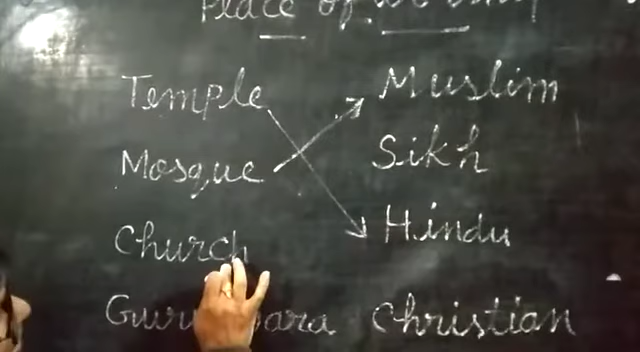 Place of
Temple Muslim
Mosque Sikh
Church Hindu
Christian